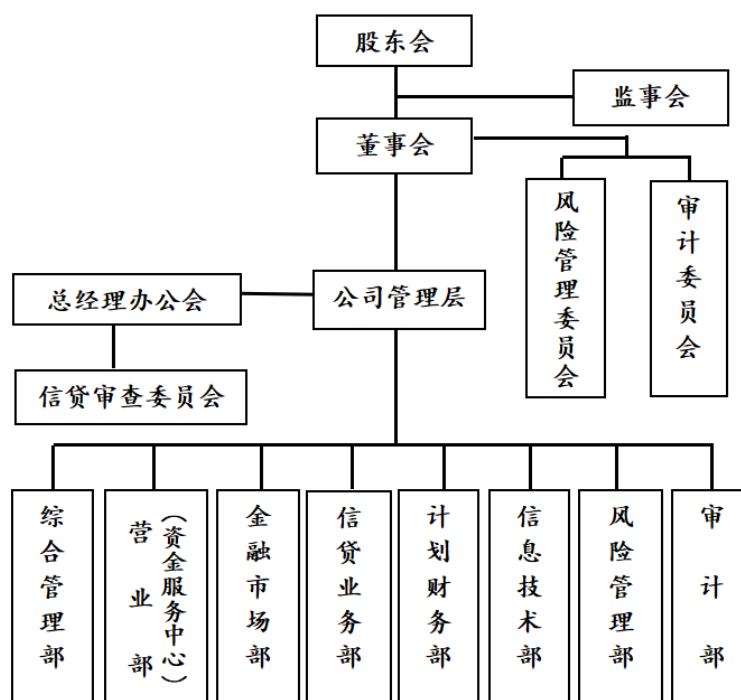 股东会
监事会
董事会
风险管理委员会
审计委员会
总经理办公会
公司管理层
信贷审查委员会
综合管理部
营业部
（资金服务中心）
金融市场部
信贷业务部
计划财务部
信息技术部
风险管理部
审计部